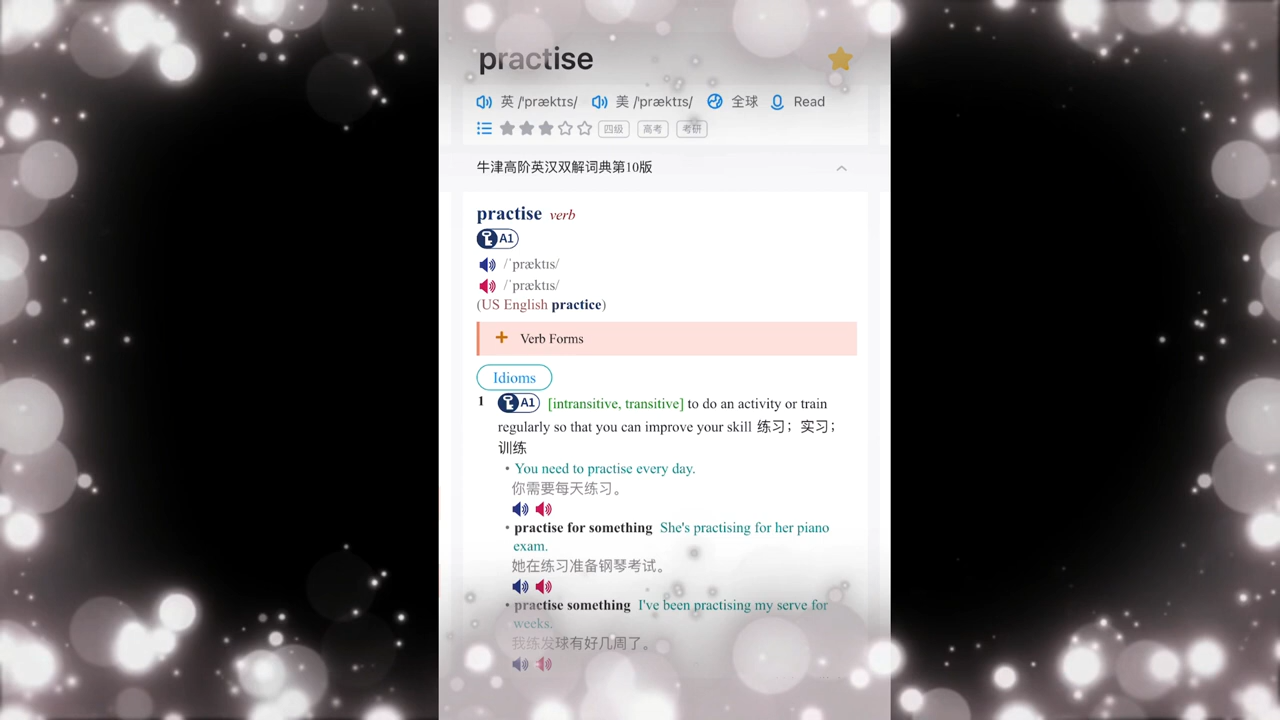 practise
英 /ˈpræktɪs/ 美 /ˈpræktɪs/ 全球 Read
四级 高考 考研
牛津高阶英汉双解词典第10版
practise verb
A1
/ˈpræktɪs/
/ˈpræktɪs/
(US English practice)
+ Verb Forms
Idioms
1 A1 [intransitive, transitive] to do an activity or train
regularly so that you can improve your skill 练习；实习；
训练
• You need to practise every day.
你需要每天练习。
• practise for something She's practising for her piano
exam.
她在练习准备钢琴考试。
• practise something I've been practising my serve for
weeks.
我练发球有好几周了。